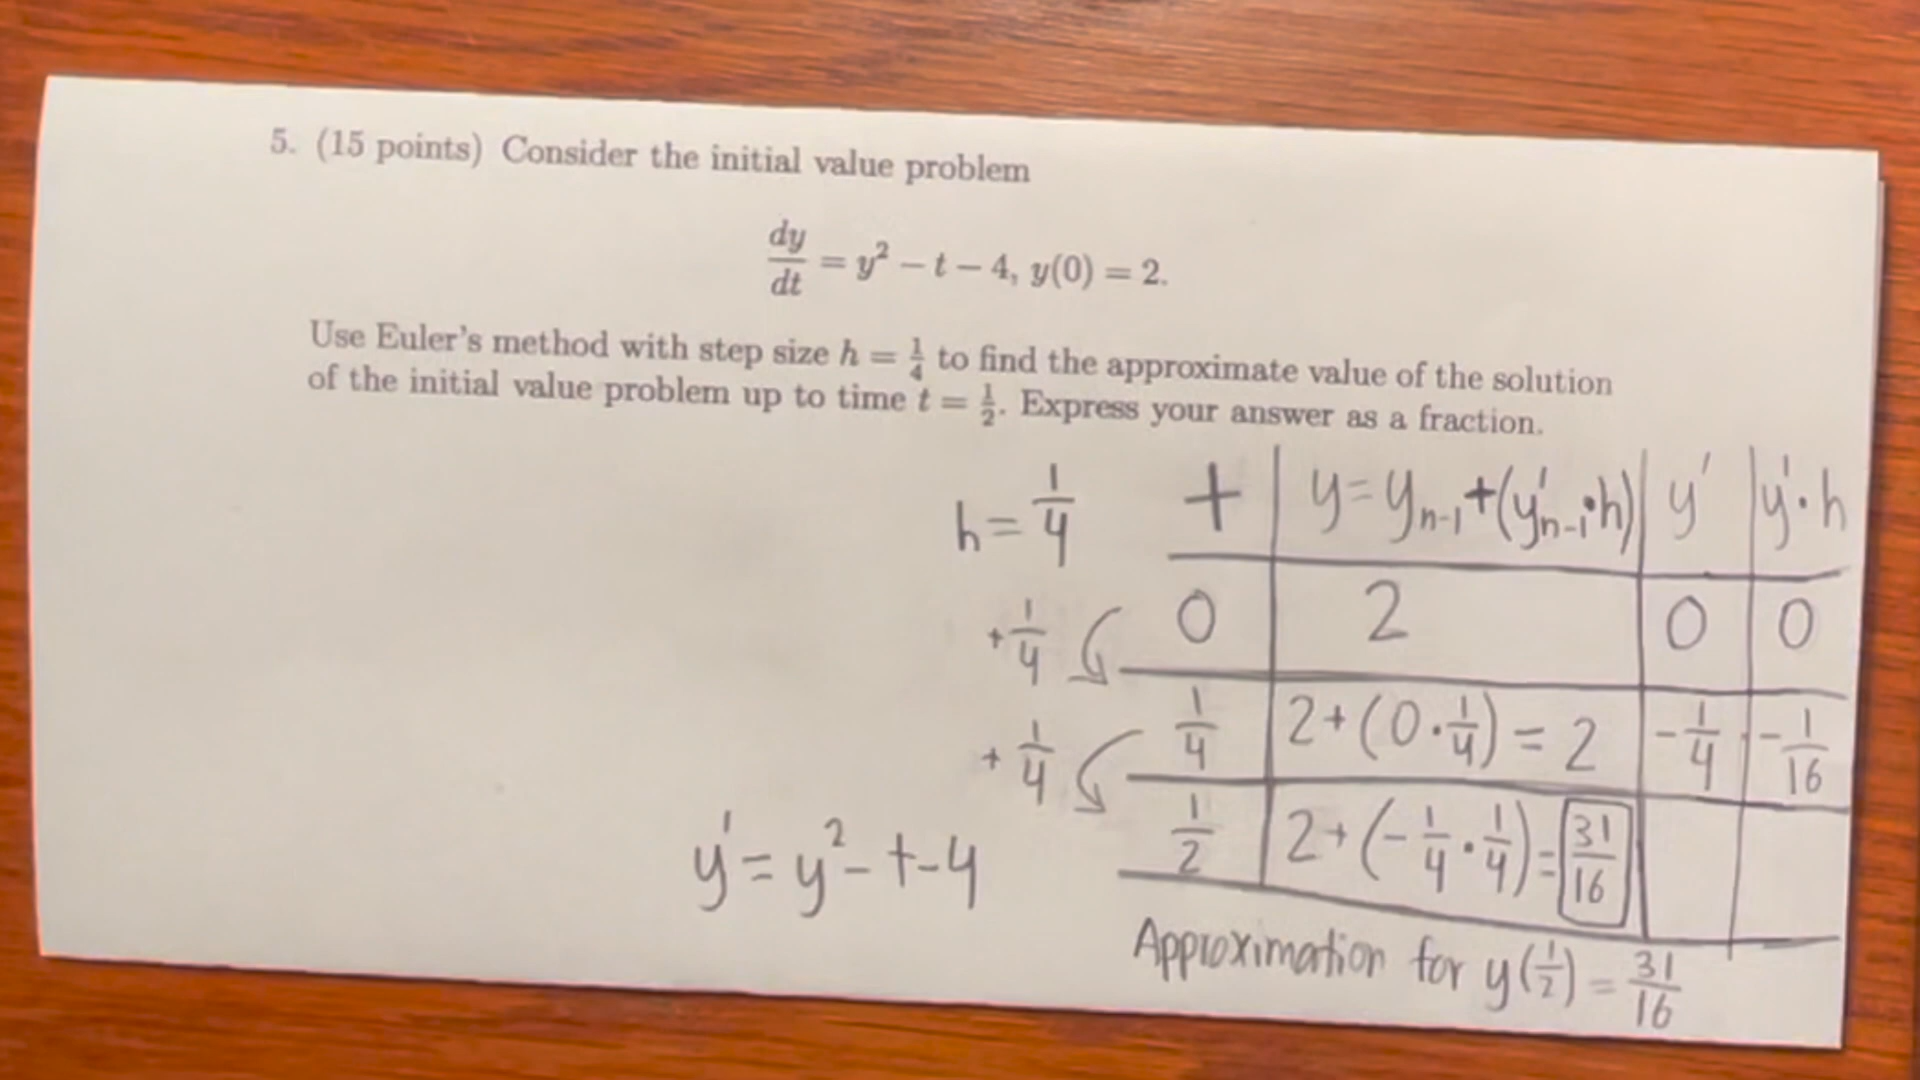 5. (15 points) Consider the initial value problem
dy/dt = y² − t − 4, y(0) = 2.
Use Euler's method with step size h = 1/4 to find the approximate value of the solution
of the initial value problem up to time t = 1/2. Express your answer as a fraction.
h = 1/4
t | y = yₙ₋₁ + (y'ₙ₋₁ · h) | y' | y' · h
0 | 2 | 0 | 0
+ 1/4
1/4 | 2 + (0 · 1/4) = 2 | − 1/4 | − 1/16
+ 1/4
1/2 | 2 + (− 1/4 · 1/4) = 31/16
y' = y² − t − 4
Approximation for y(1/2) = 31/16